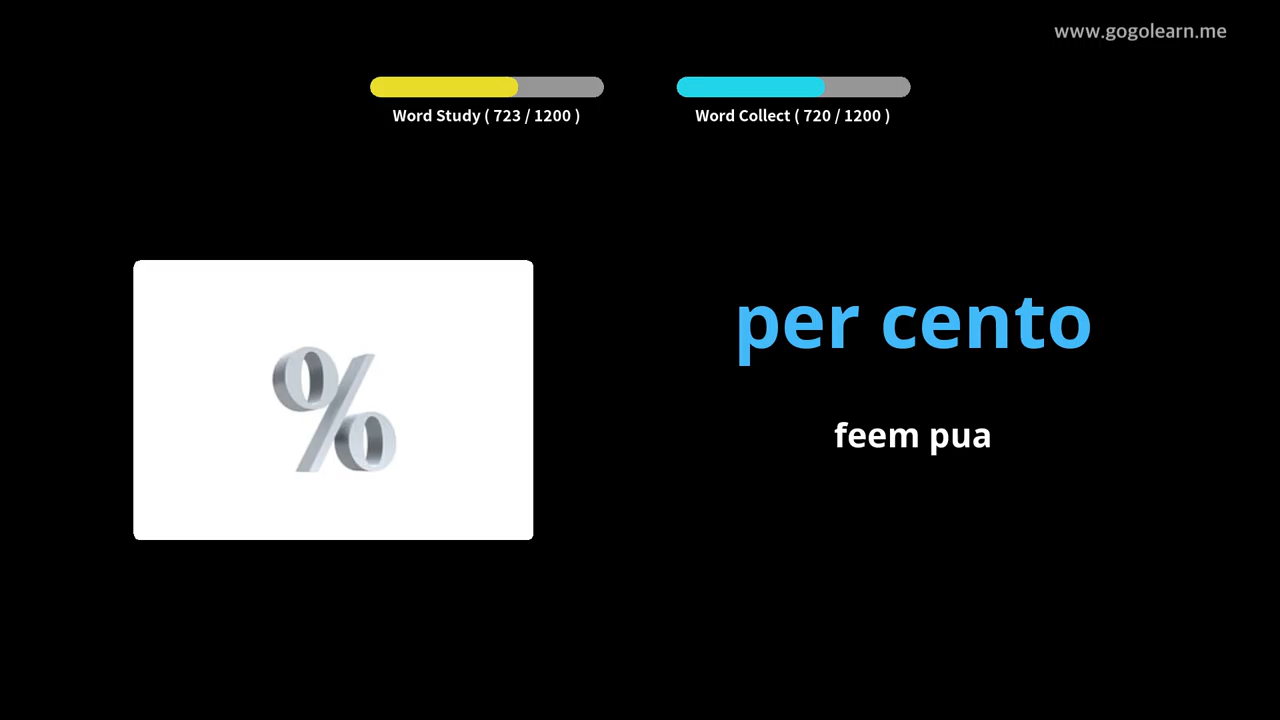 www.gogolearn.me
Word Study ( 723 / 1200 )
Word Collect ( 720 / 1200 )
%
per cento
feem pua